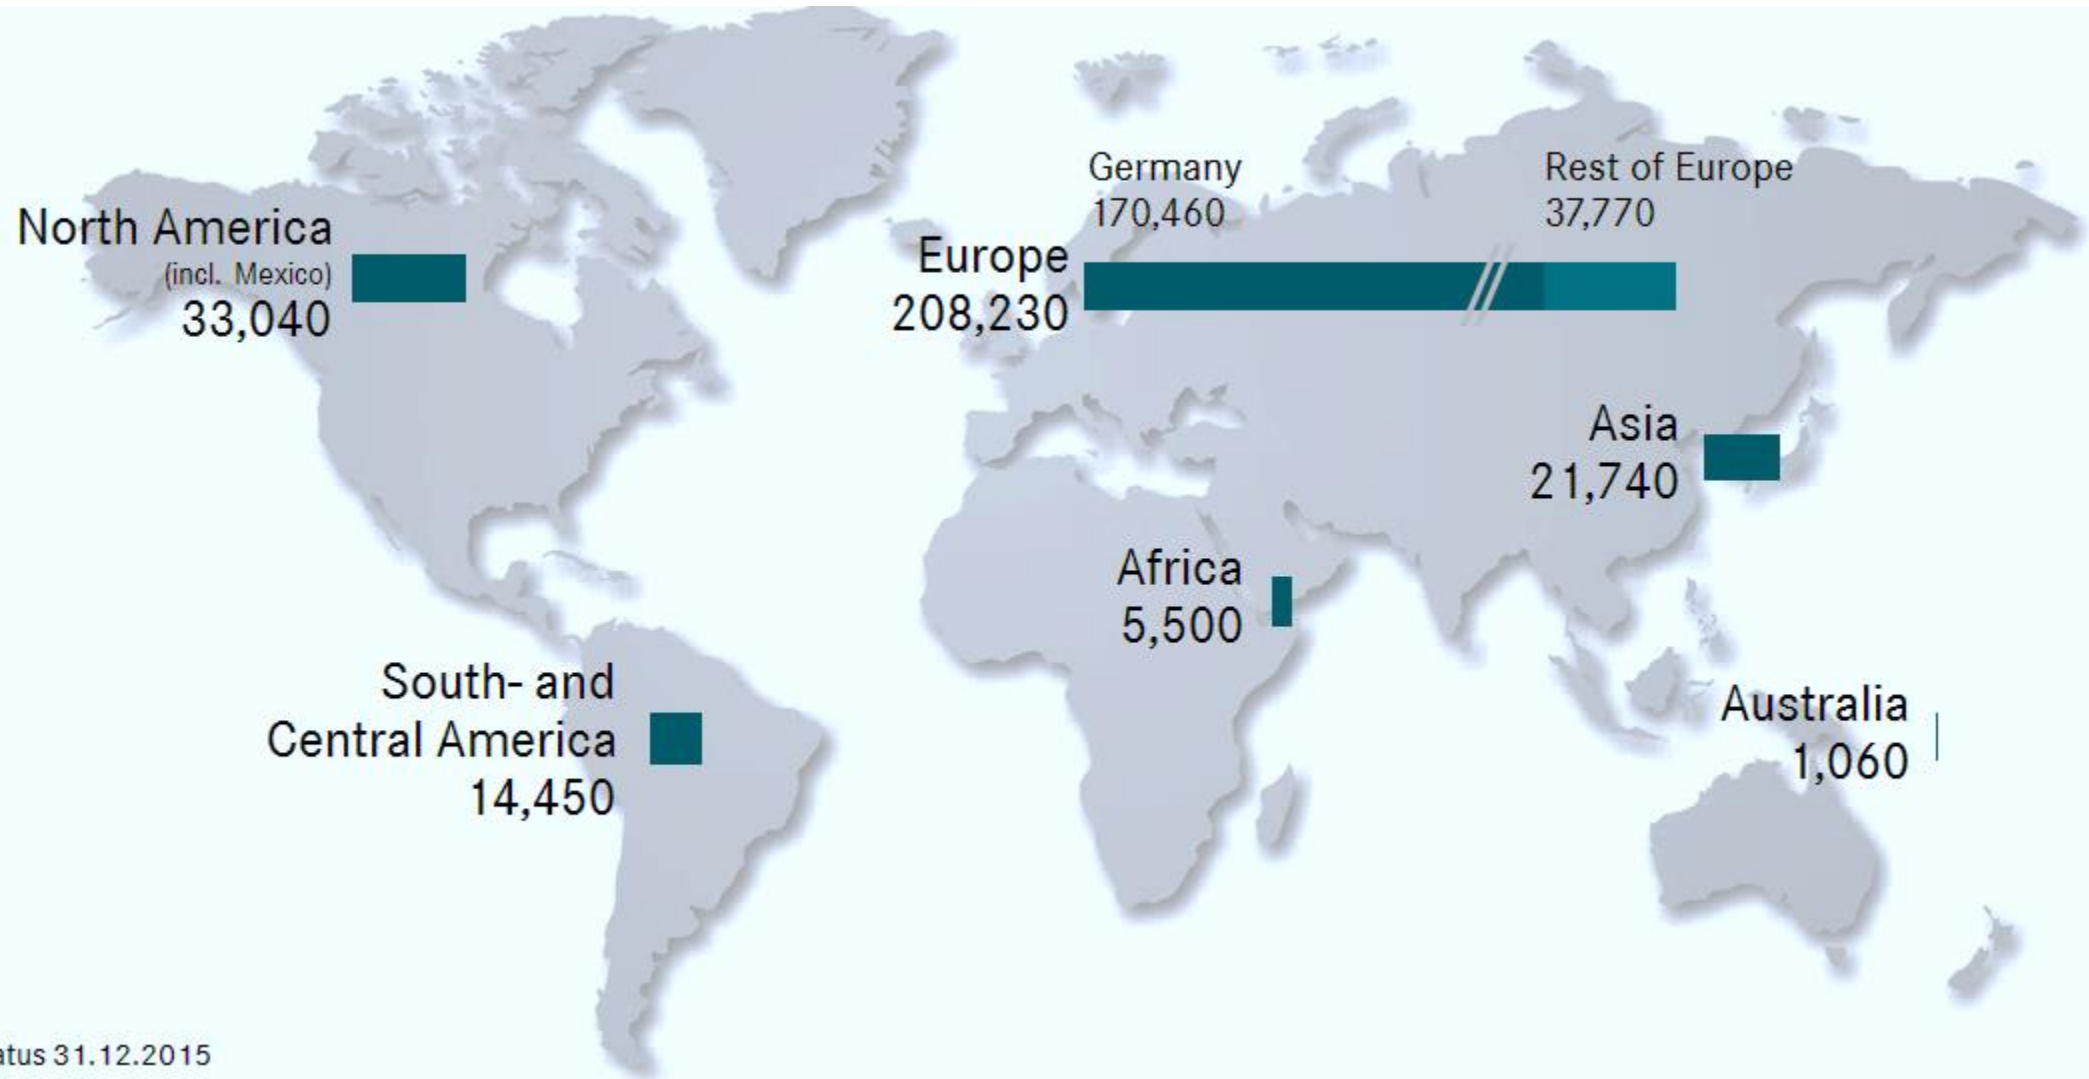 Germany
170,460
Rest of Europe
37,770
North America
(incl. Mexico)
33,040
Europe
208,230
Asia
21,740
Africa
5,500
South- and
Central America
14,450
Australia
1,060
31.12.2015